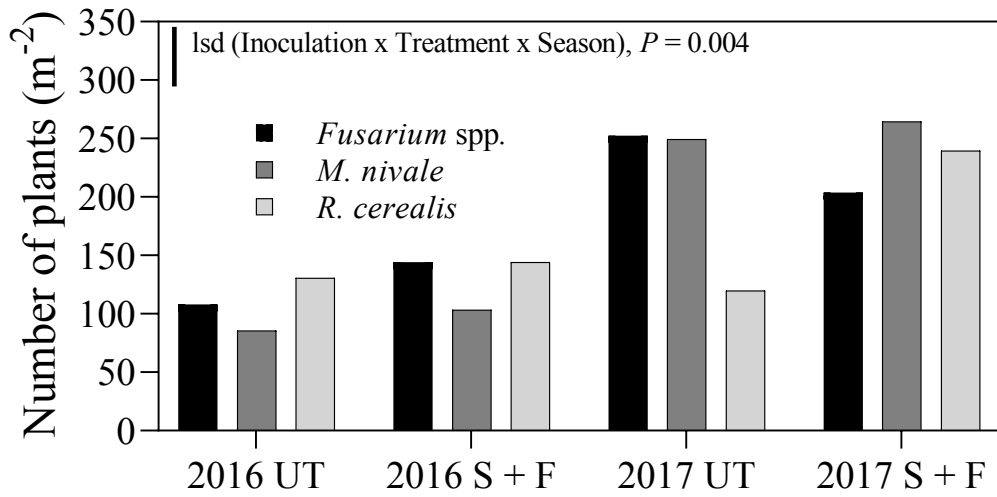 Number of plants (m⁻²)
350
300
250
200
150
100
50
0
lsd (Inoculation x Treatment x Season), P = 0.004
Fusarium spp.
M. nivale
R. cerealis
2016 UT
2016 S + F
2017 UT
2017 S + F